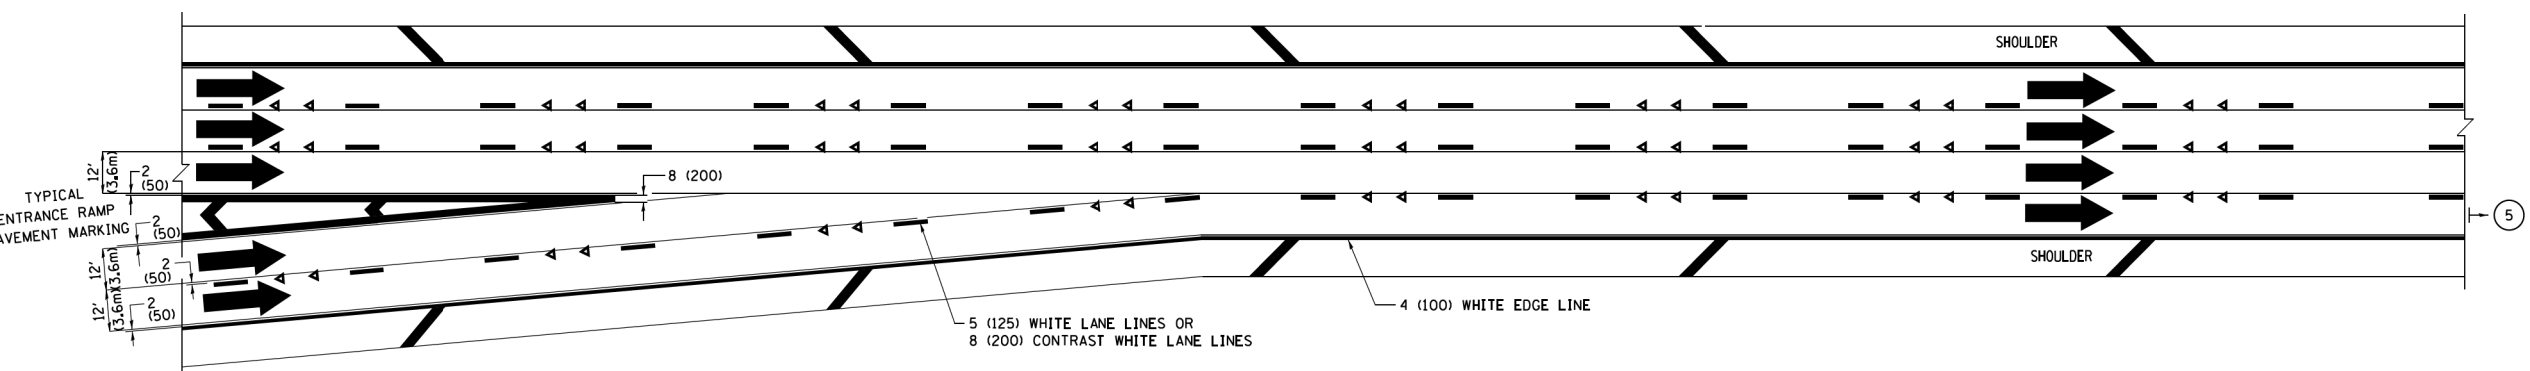 SHOULDER
12'
(3.6m)
2
(50)
8 (200)
TYPICAL
ENTRANCE RAMP
AVEMENT MARKING
2
(50)
5
12'
(3.6m)
2
(50)
SHOULDER
12'
(3.6m)
2
(50)
4 (100) WHITE EDGE LINE
5 (125) WHITE LANE LINES OR
8 (200) CONTRAST WHITE LANE LINES